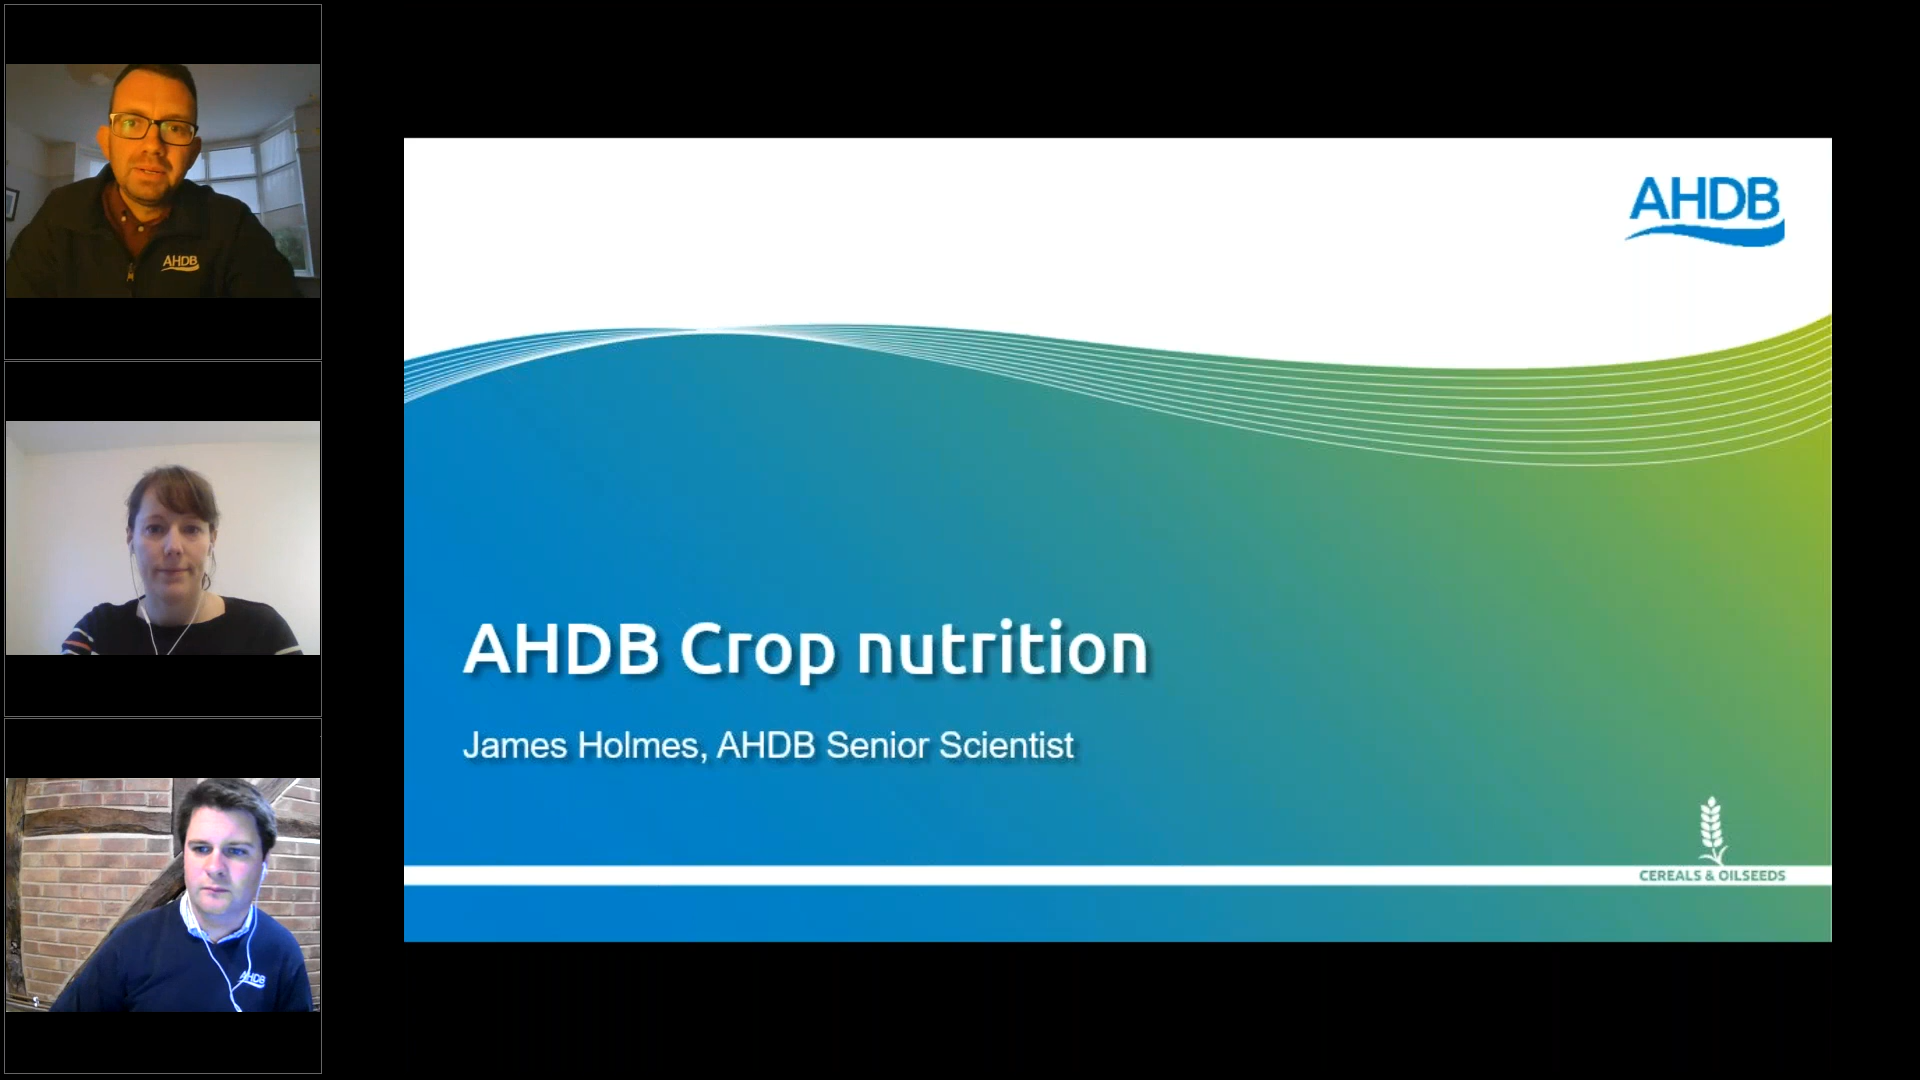 AHDB
AHDB
AHDB
AHDB Crop nutrition
James Holmes, AHDB Senior Scientist
CEREALS & OILSEEDS